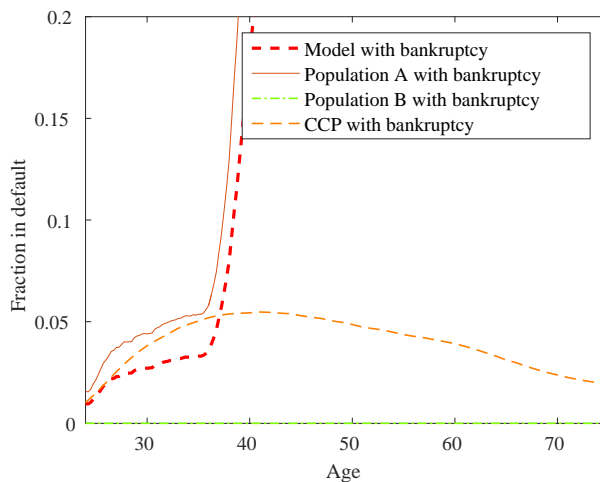 0.2
Model with bankruptcy
Population A with bankruptcy
0.15
Population B with bankruptcy
CCP with bankruptcy
Fraction in default
0.1
0.05
0
30
40
50
60
70
Age